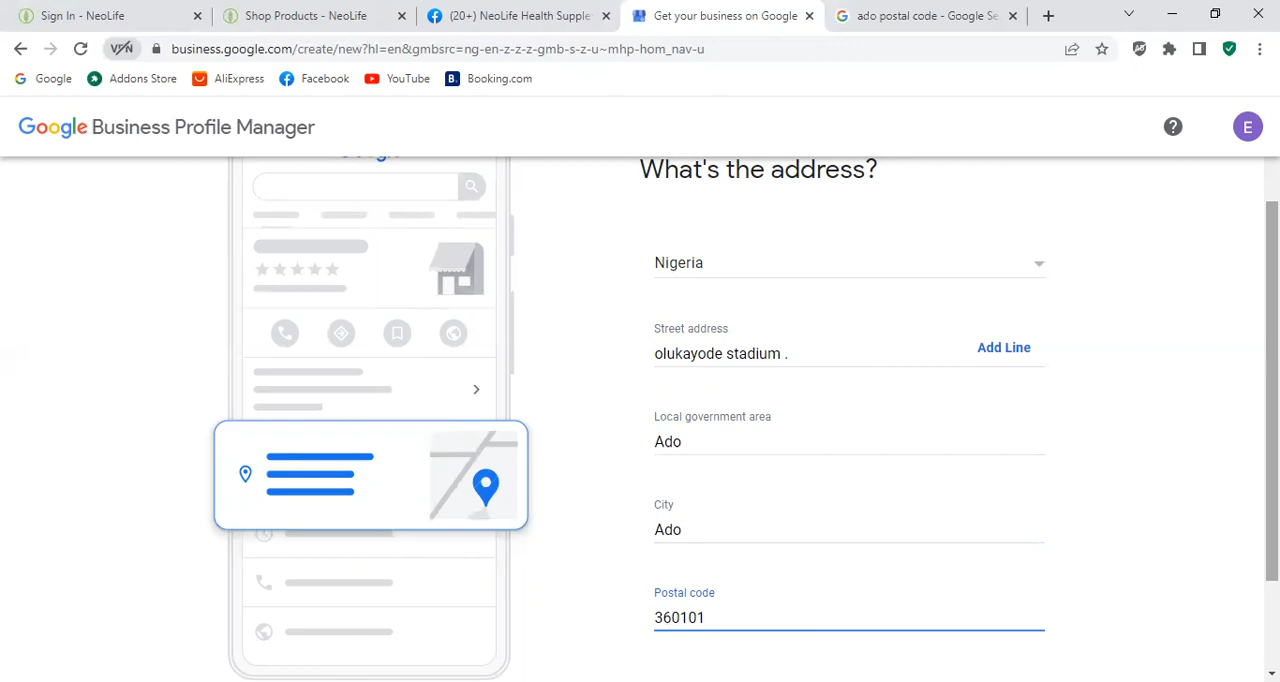 Sign In - NeoLife
Shop Products - NeoLife
(20+) NeoLife Health Supple
Get your business on Google
ado postal code - Google Se
VPN
business.google.com/create/new?hl=en&gmbsrc=ng-en-z-z-z-gmb-s-z-u~mhp-hom_nav-u
Google
Addons Store
AliExpress
Facebook
YouTube
B.
Booking.com
Google Business Profile Manager
E
What's the address?
Nigeria
Street address
olukayode stadium .
Add Line
Local government area
Ado
City
Ado
Postal code
360101